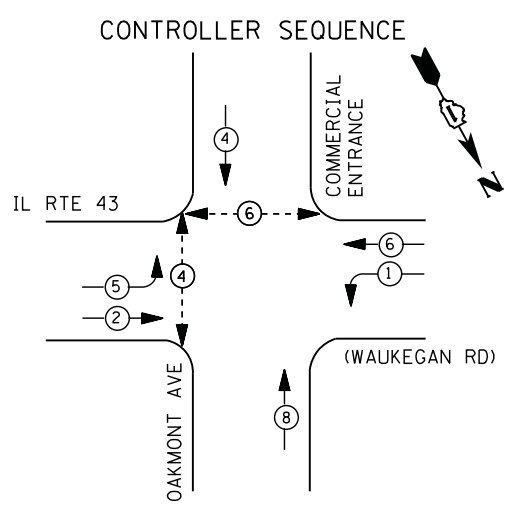 CONTROLLER SEQUENCE
COMMERCIAL
ENTRANCE
N
4
IL RTE 43
6
6
5
4
1
2
(WAUKEGAN RD)
OAKMONT AVE
8